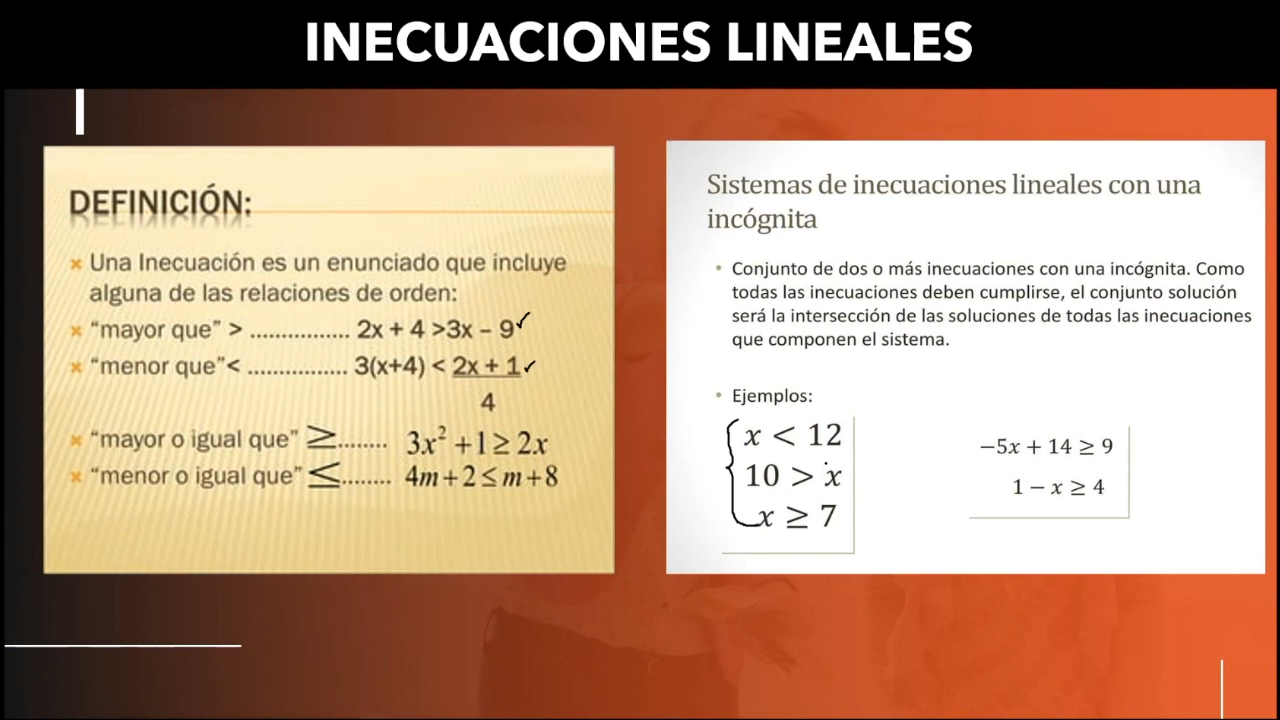 INECUACIONES LINEALES
DEFINICIÓN:
Una Inecuación es un enunciado que incluye
alguna de las relaciones de orden:
"mayor que" > ................ 2x + 4 >3x – 9 ✓
"menor que"< ................ 3(x+4) < 2x + 1 ✓
4
"mayor o igual que" ≥........ 3x² +1≥ 2x
"menor o igual que" ≤........ 4m+2≤m+8
Sistemas de inecuaciones lineales con una
incógnita
• Conjunto de dos o más inecuaciones con una incógnita. Como
todas las inecuaciones deben cumplirse, el conjunto solución
será la intersección de las soluciones de todas las inecuaciones
que componen el sistema.
• Ejemplos:
x < 12
10 > x
x ≥ 7
−5x + 14 ≥ 9
1 − x ≥ 4